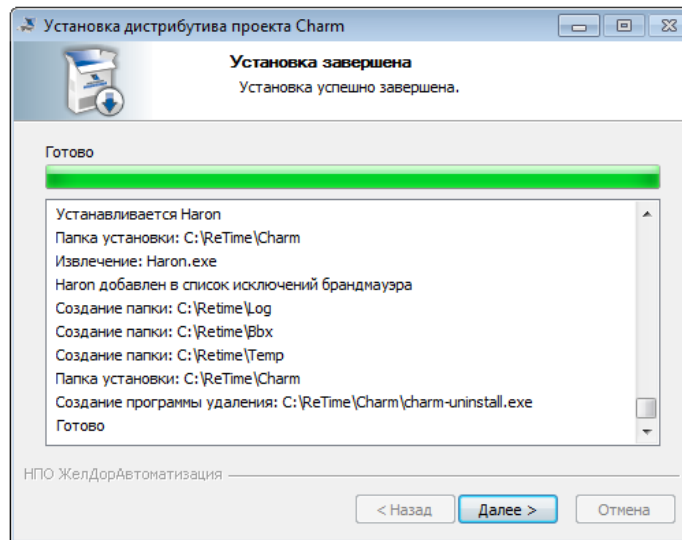 Установка дистрибутива проекта Charm
Установка завершена
Установка успешно завершена.
Готово
Устанавливается Haron
Папка установки: C:\ReTime\Charm
Извлечение: Haron.exe
Haron добавлен в список исключений брандмауэра
Создание папки: C:\Retime\Log
Создание папки: C:\Retime\Bbx
Создание папки: C:\Retime\Temp
Папка установки: C:\ReTime\Charm
Создание программы удаления: C:\ReTime\Charm\charm-uninstall.exe
Готово
НПО ЖелДорАвтоматизация
< Назад Далее > Отмена